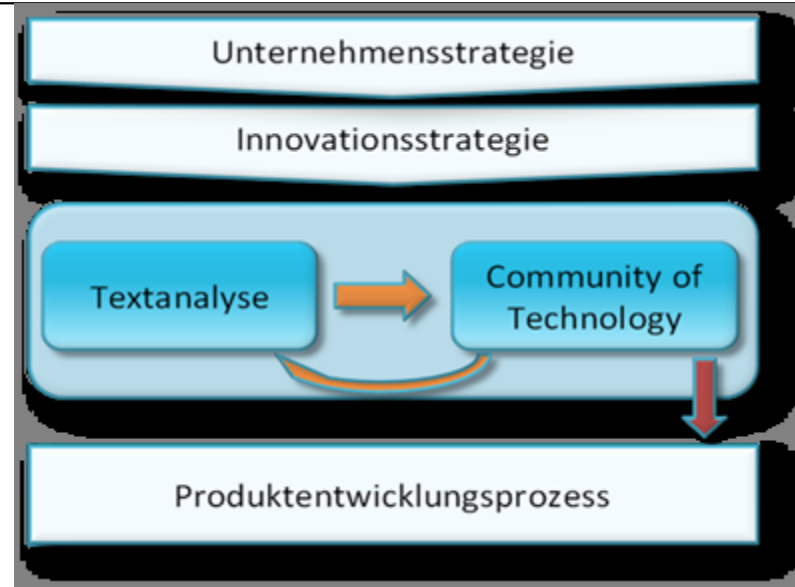 Unternehmensstrategie
Innovationsstrategie
Textanalyse
Community of
Technology
Produktentwicklungsprozess